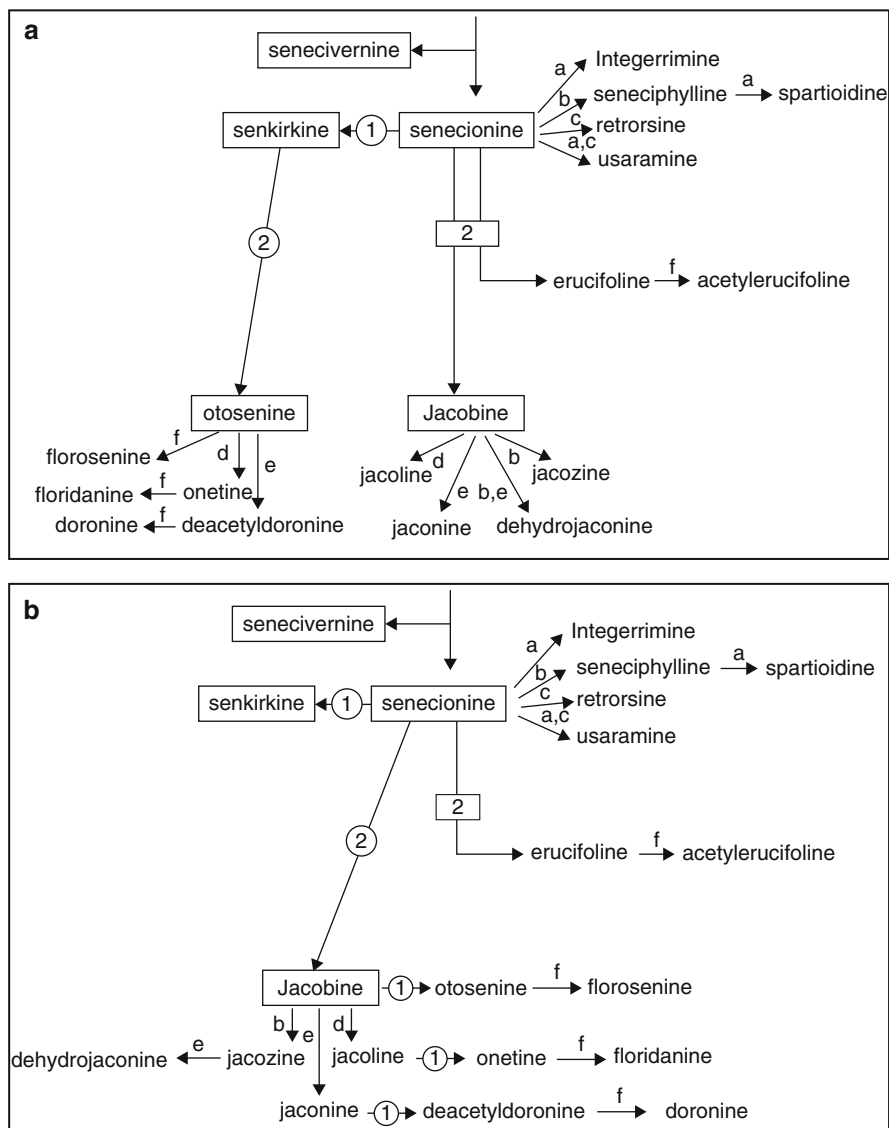 a
senecivernine
Integerrimine
a
b
seneciphylline
a
spartioidine
senkirkine
1
senecionine
c
retrorsine
a,c
usaramine
2
2
erucifoline
f
acetylerucifoline
otosenine
Jacobine
florosenine
f
d
e
jacoline
d
e
b,e
b
jacozine
floridanine
f
onetine
doronine
f
deacetyldoronine
jaconine
dehydrojaconine
b
senecivernine
Integerrimine
a
b
seneciphylline
a
spartioidine
senkirkine
1
senecionine
c
retrorsine
a,c
usaramine
2
2
erucifoline
f
acetylerucifoline
Jacobine
1
otosenine
f
florosenine
b
e
d
dehydrojaconine
e
jacozine
jacoline
1
onetine
f
floridanine
jaconine
1
deacetyldoronine
f
doronine